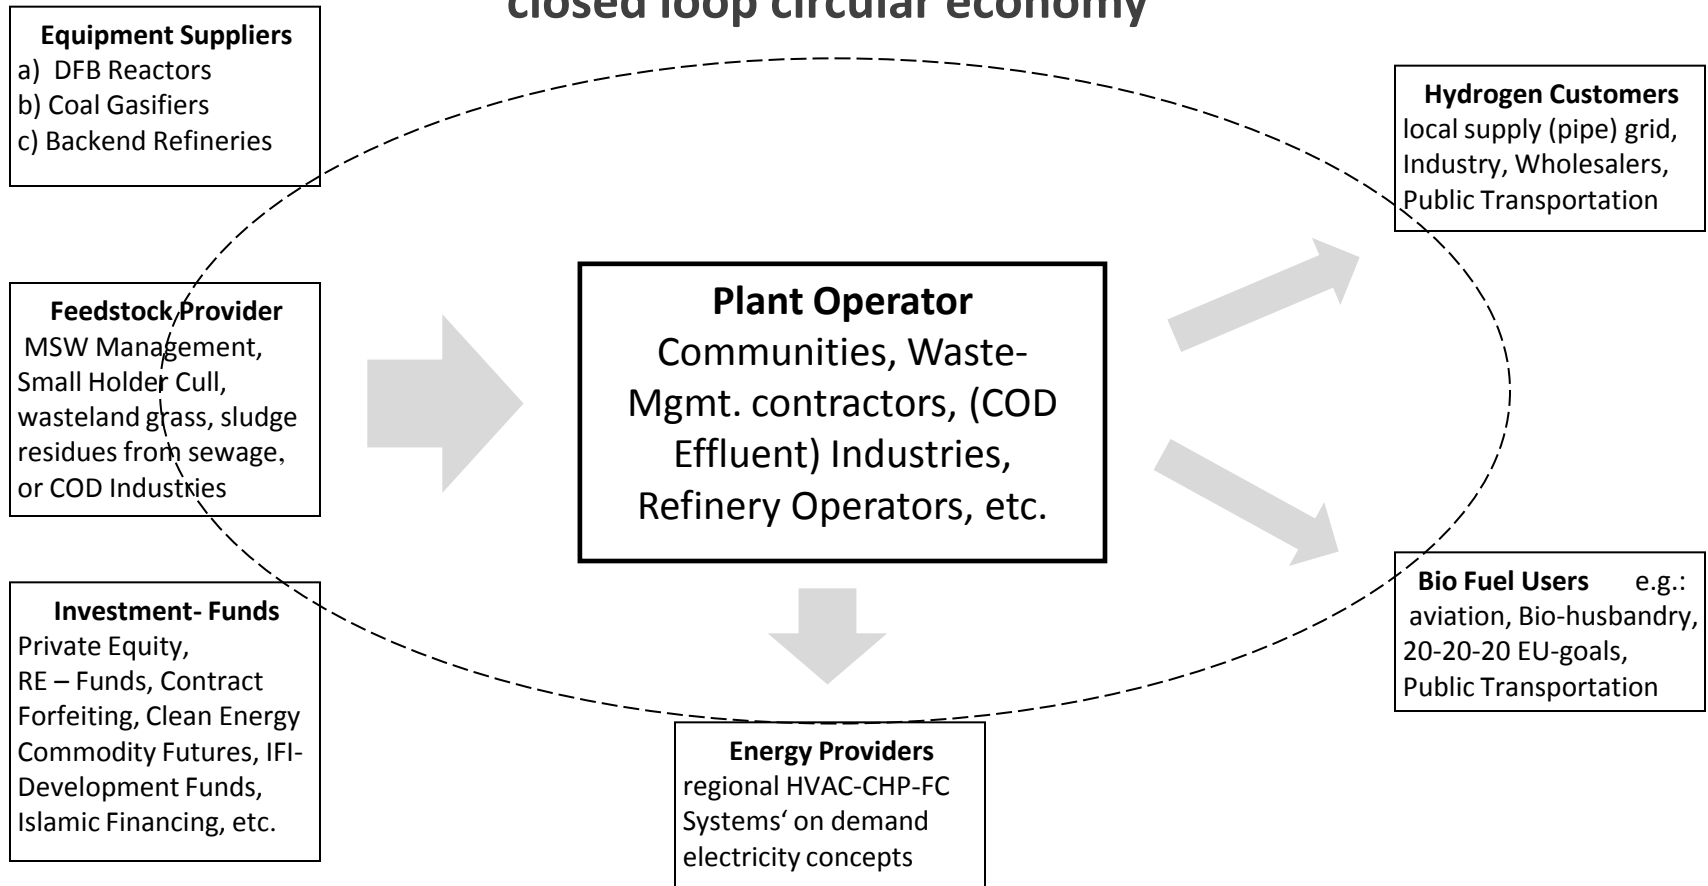 closed loop circular economy
Equipment Suppliers
a) DFB Reactors
b) Coal Gasifiers
c) Backend Refineries
Hydrogen Customers
local supply (pipe) grid,
Industry, Wholesalers,
Public Transportation
Feedstock Provider
MSW Management,
Small Holder Cull,
wasteland grass, sludge
residues from sewage,
or COD Industries
Plant Operator
Communities, Waste-
Mgmt. contractors, (COD
Effluent) Industries,
Refinery Operators, etc.
Investment- Funds
Private Equity,
RE – Funds, Contract
Forfeiting, Clean Energy
Commodity Futures, IFI-
Development Funds,
Islamic Financing, etc.
Bio Fuel Users e.g.:
aviation, Bio-husbandry,
20-20-20 EU-goals,
Public Transportation
Energy Providers
regional HVAC-CHP-FC
Systems‘ on demand
electricity concepts